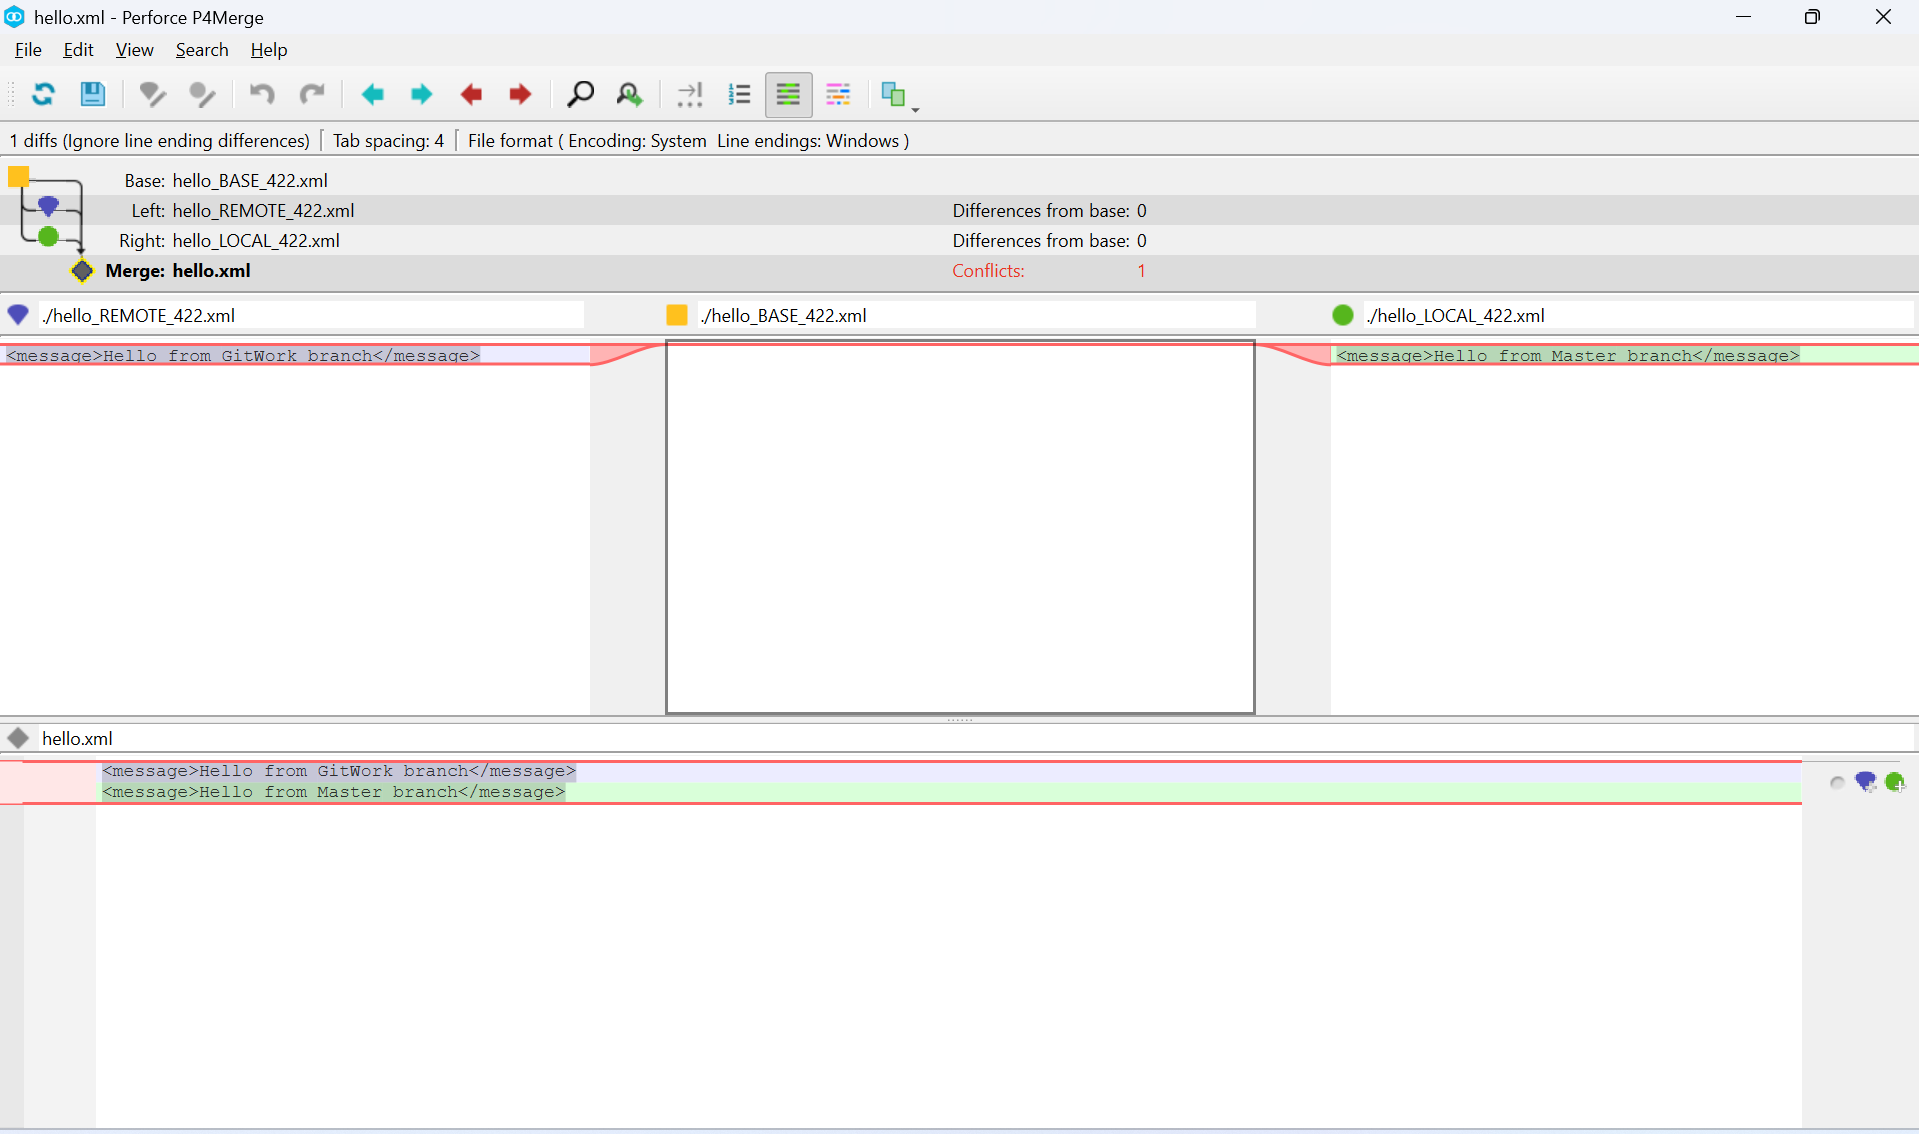 hello.xml - Perforce P4Merge
File Edit View Search Help
1 diffs (Ignore line ending differences) Tab spacing: 4 File format ( Encoding: System Line endings: Windows )
Base: hello_BASE_422.xml
Left: hello_REMOTE_422.xml Differences from base: 0
Right: hello_LOCAL_422.xml Differences from base: 0
Merge: hello.xml Conflicts: 1
./hello_REMOTE_422.xml ./hello_BASE_422.xml ./hello_LOCAL_422.xml
<message>Hello from GitWork branch</message> <message>Hello from Master branch</message>
hello.xml
<message>Hello from GitWork branch</message>
<message>Hello from Master branch</message>